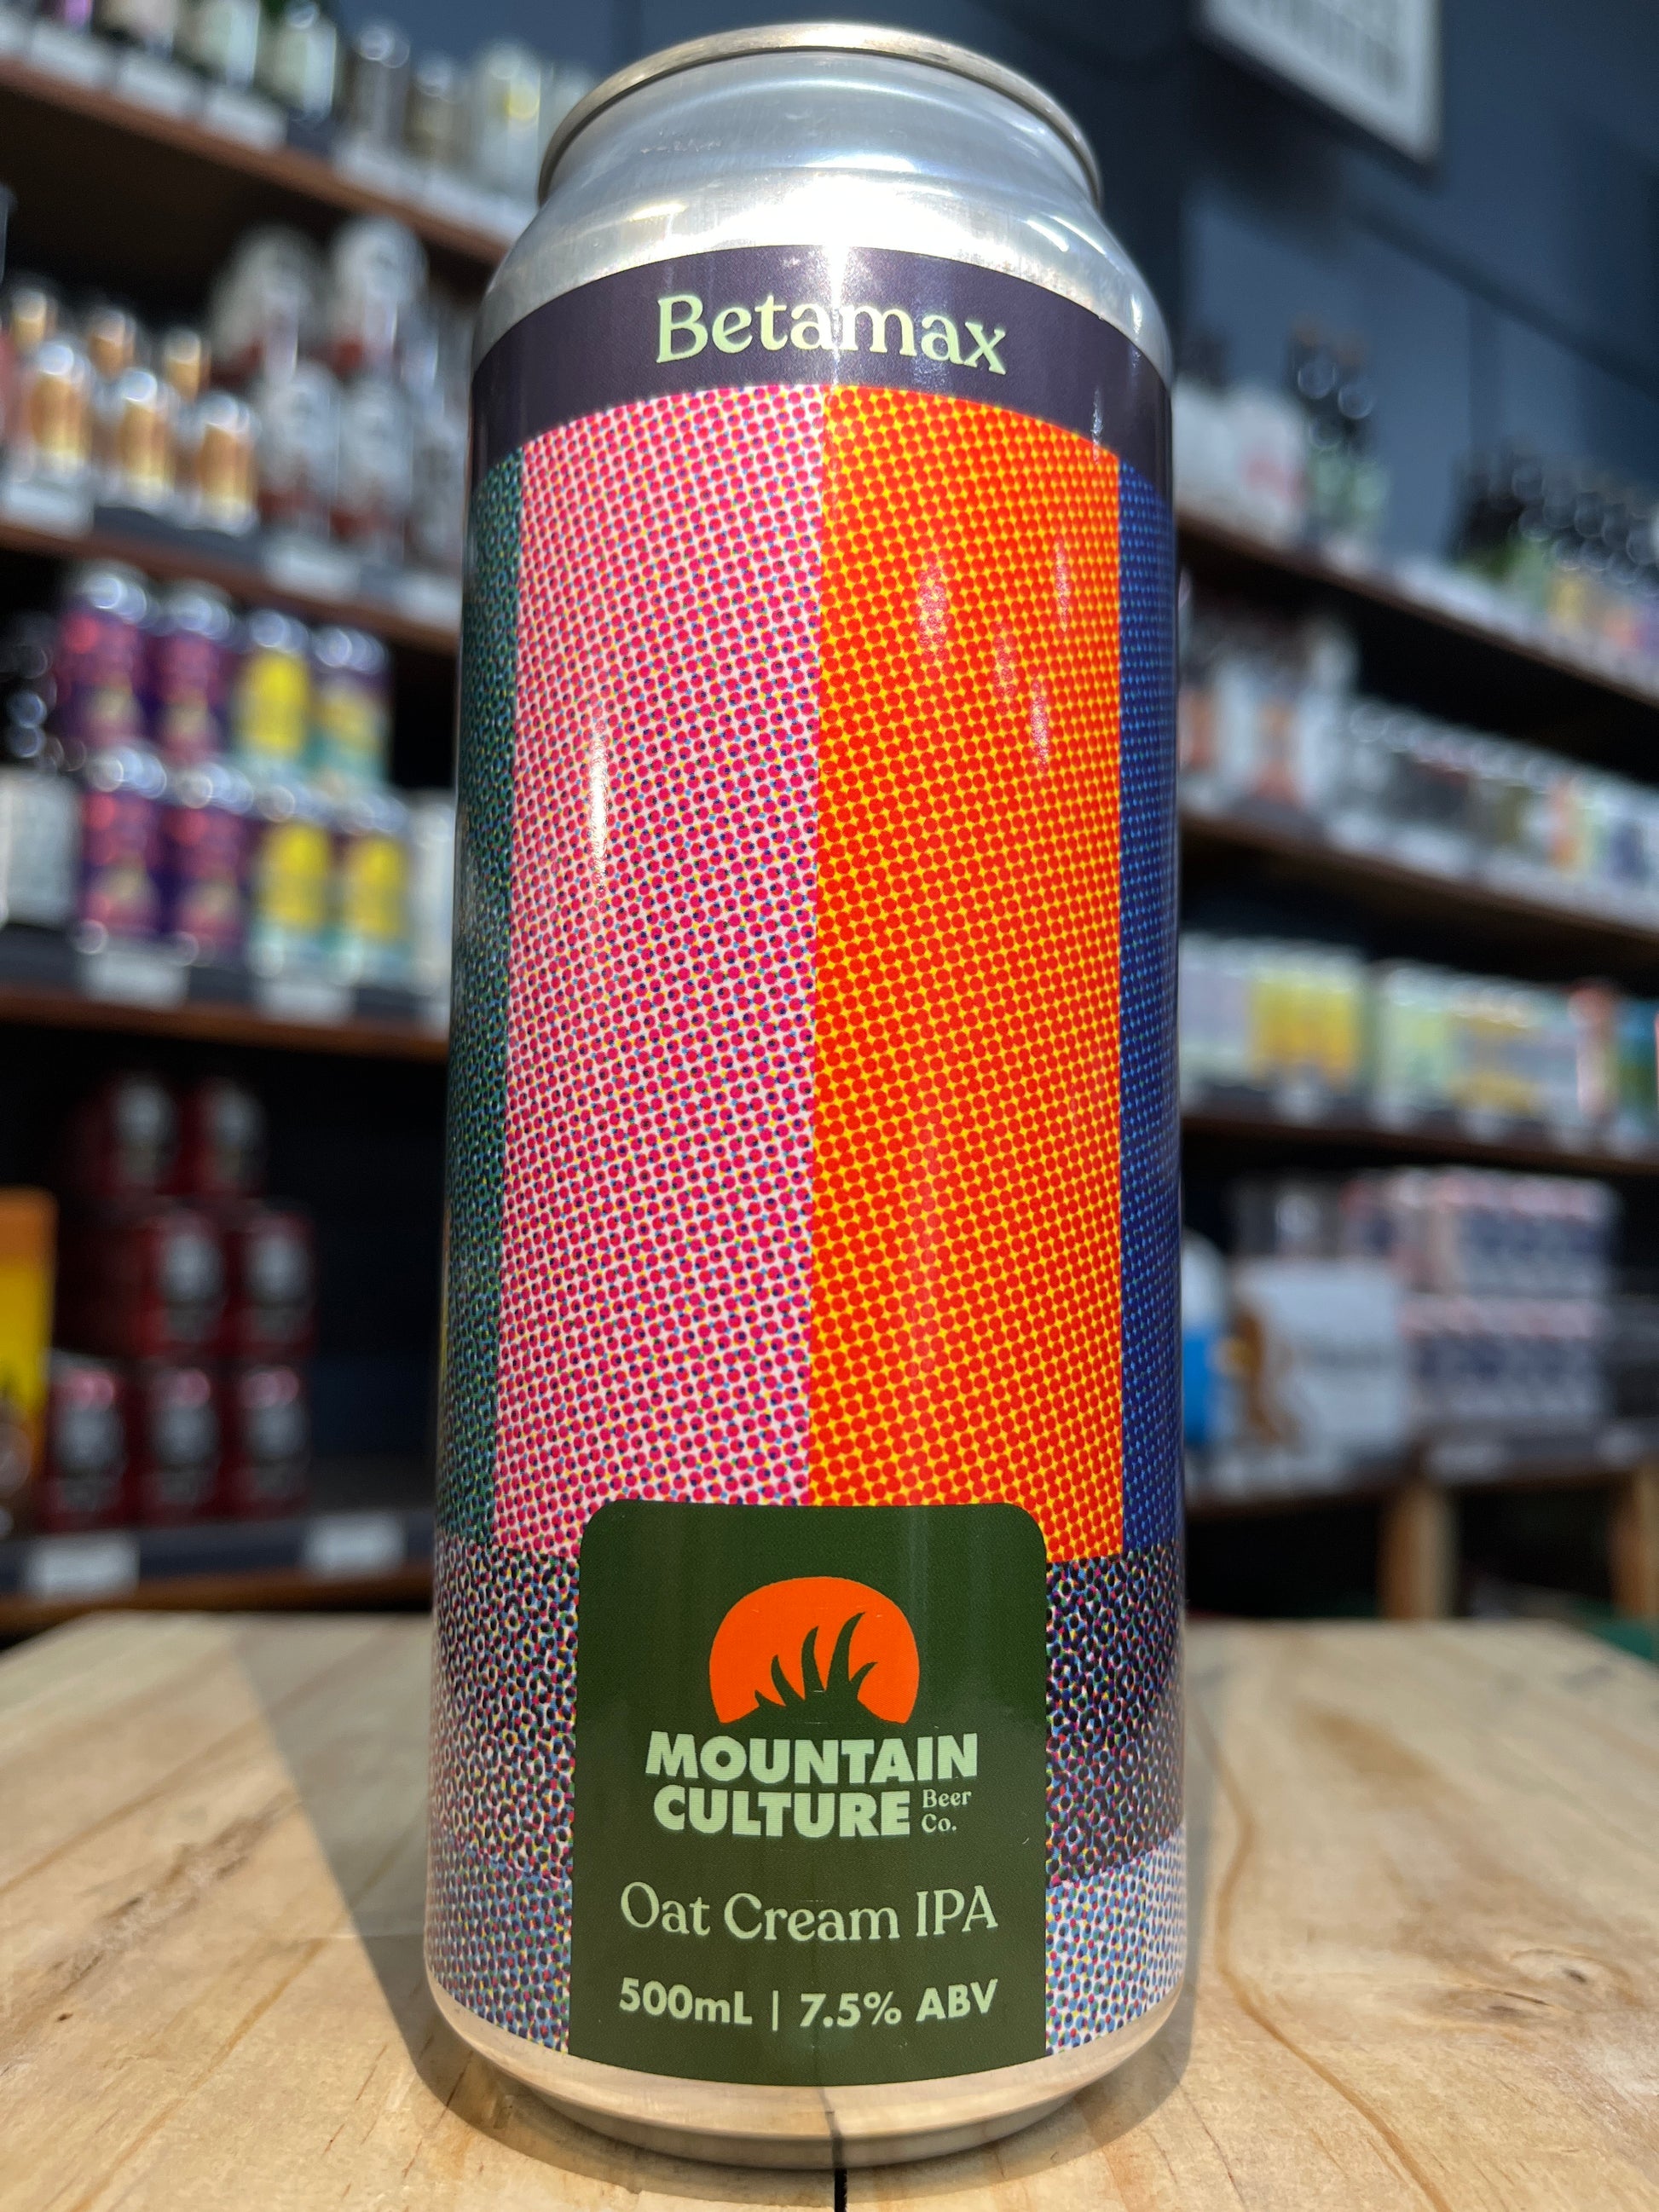 Betamax
MOUNTAIN
CULTURE Beer Co.
Oat Cream IPA
500mL | 7.5% ABV